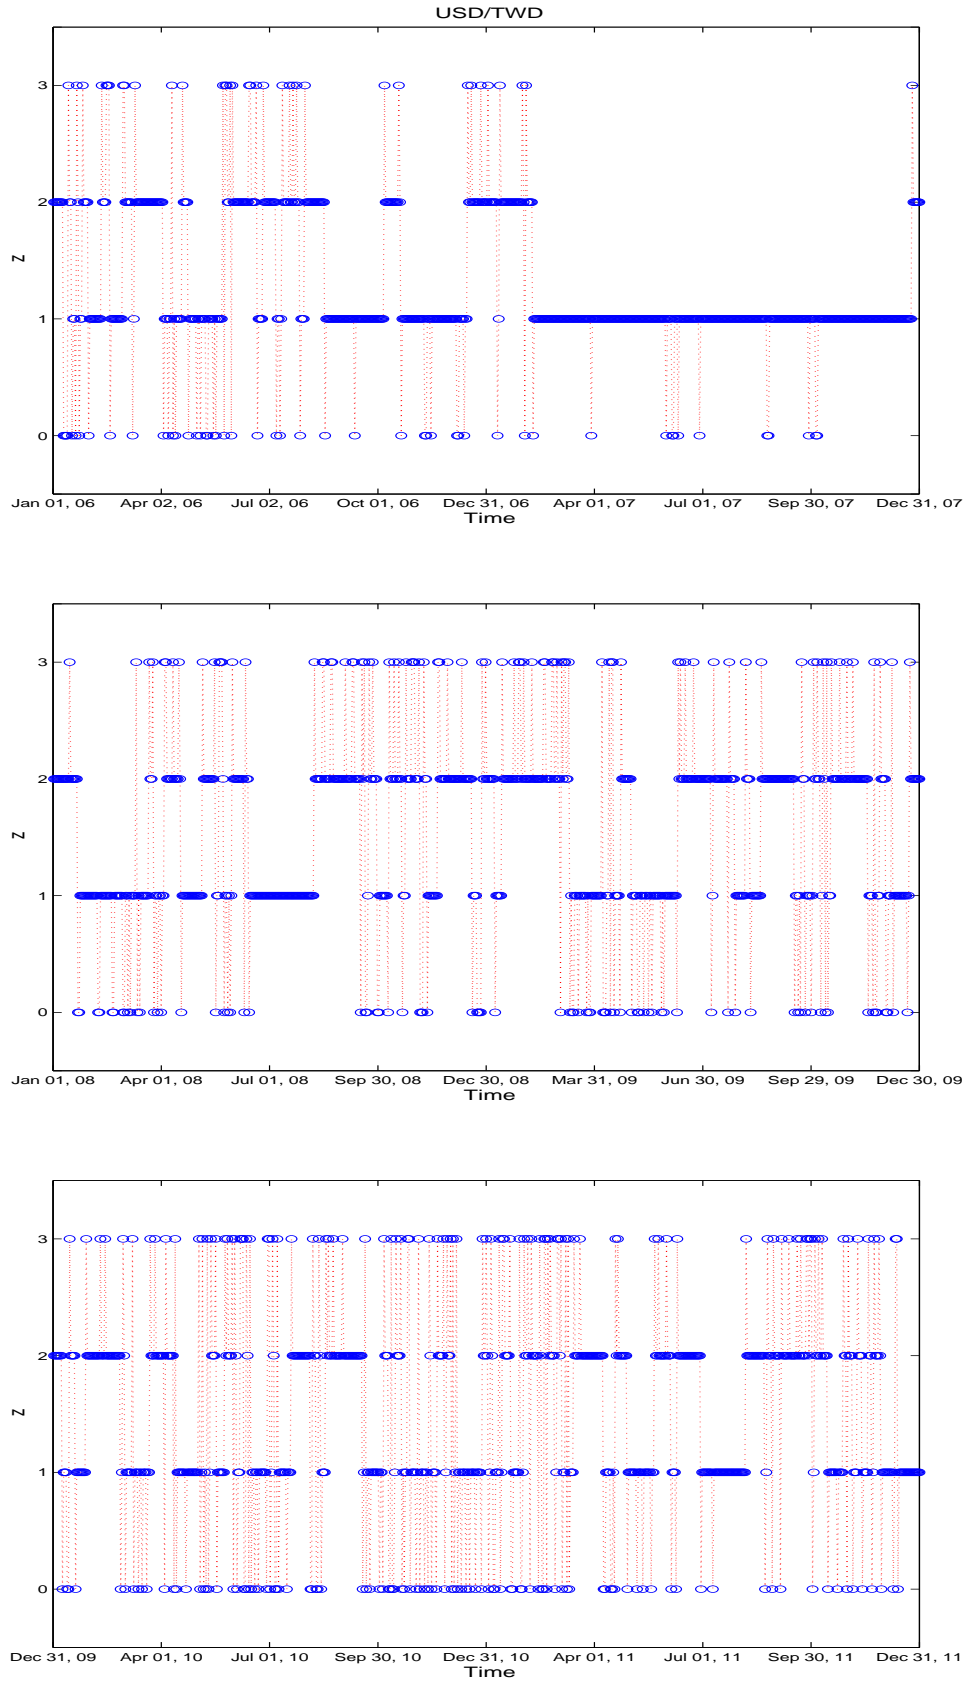 USD/TWD
3
2
1
0
Z
Jan 01, 06 Apr 02, 06 Jul 02, 06 Oct 01, 06 Dec 31, 06 Apr 01, 07 Jul 01, 07 Sep 30, 07 Dec 31, 07
Time
3
2
1
0
Z
Jan 01, 08 Apr 01, 08 Jul 01, 08 Sep 30, 08 Dec 30, 08 Mar 31, 09 Jun 30, 09 Sep 29, 09 Dec 30, 09
Time
3
2
1
0
Z
Dec 31, 09 Apr 01, 10 Jul 01, 10 Sep 30, 10 Dec 31, 10 Apr 01, 11 Jul 01, 11 Sep 30, 11 Dec 31, 11
Time